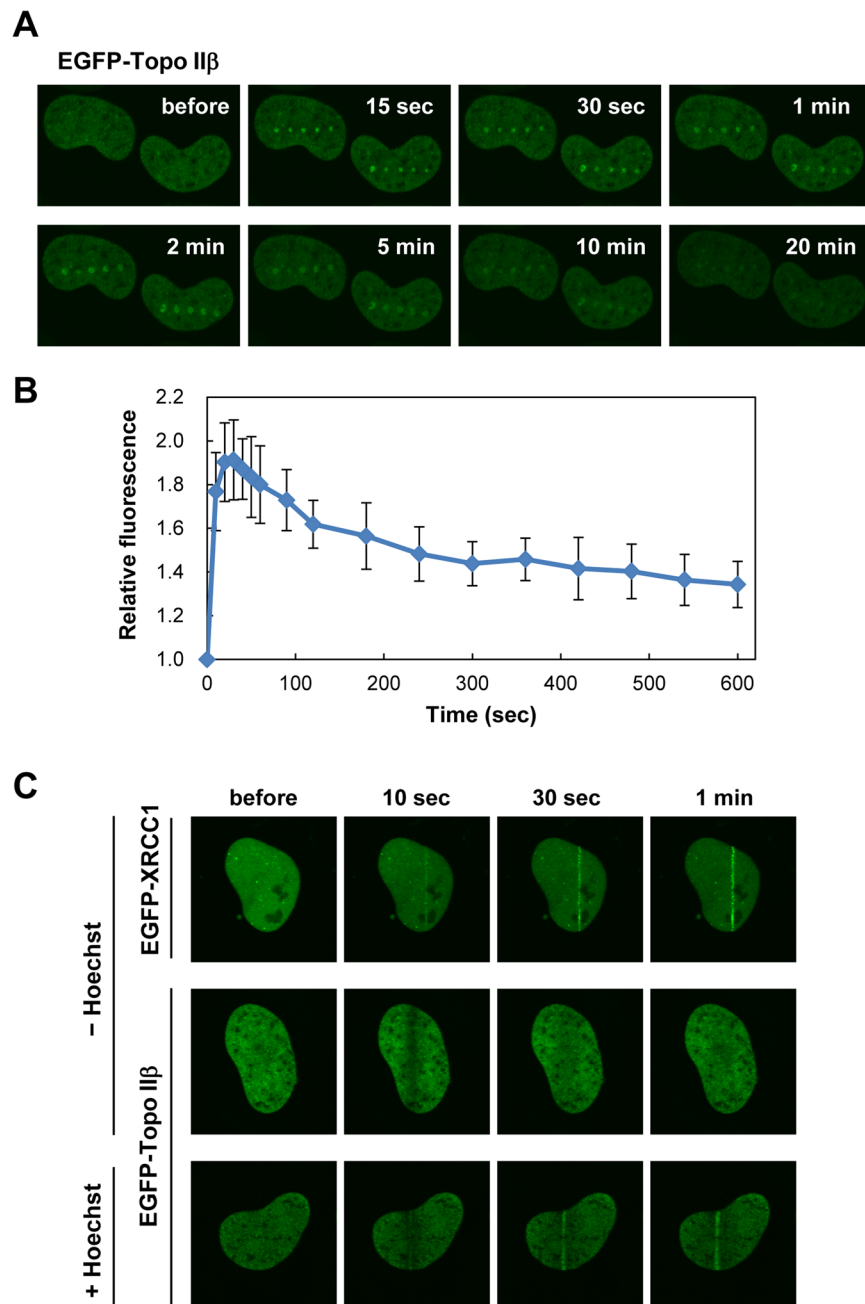 A
EGFP-Topo IIβ
before
15 sec
30 sec
1 min
2 min
5 min
10 min
20 min
B
2.2
2.0
1.8
1.6
1.4
1.2
1.0
Relative fluorescence
0
100
200
300
400
500
600
Time (sec)
C
before
10 sec
30 sec
1 min
– Hoechst
EGFP-XRCC1
EGFP-Topo IIβ
+ Hoechst